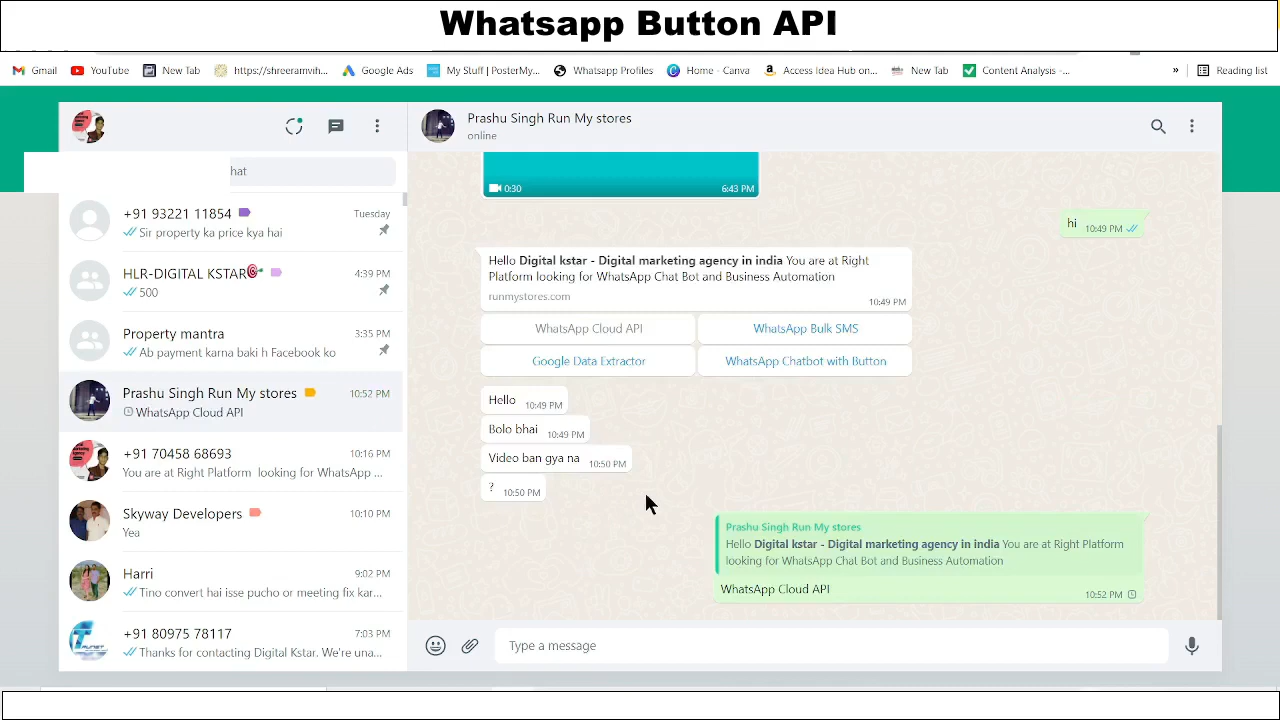 Whatsapp Button API
Gmail
YouTube
New Tab
https://shreeramvih...
Google Ads
My Stuff | PosterMy...
Whatsapp Profiles
Home - Canva
Access Idea Hub on...
New Tab
Content Analysis -...
»
Reading list
Prashu Singh Run My stores
online
hat
+91 93221 11854
Tuesday
Sir property ka price kya hai
HLR-DIGITAL KSTAR
4:39 PM
500
Property mantra
3:35 PM
Ab payment karna baki h Facebook ko
Prashu Singh Run My stores
10:52 PM
WhatsApp Cloud API
+91 70458 68693
10:16 PM
You are at Right Platform looking for WhatsApp ...
Skyway Developers
10:10 PM
Yea
Harri
9:02 PM
Tino convert hai isse pucho or meeting fix kar...
+91 80975 78117
7:03 PM
Thanks for contacting Digital Kstar. We're una...
0:30
6:43 PM
hi 10:49 PM
Hello Digital kstar - Digital marketing agency in india You are at Right
Platform looking for WhatsApp Chat Bot and Business Automation
runmystores.com
10:49 PM
WhatsApp Cloud API
WhatsApp Bulk SMS
Google Data Extractor
WhatsApp Chatbot with Button
Hello 10:49 PM
Bolo bhai 10:49 PM
Video ban gya na 10:50 PM
? 10:50 PM
Prashu Singh Run My stores
Hello Digital kstar - Digital marketing agency in india You are at Right Platform
looking for WhatsApp Chat Bot and Business Automation
WhatsApp Cloud API
10:52 PM
Type a message